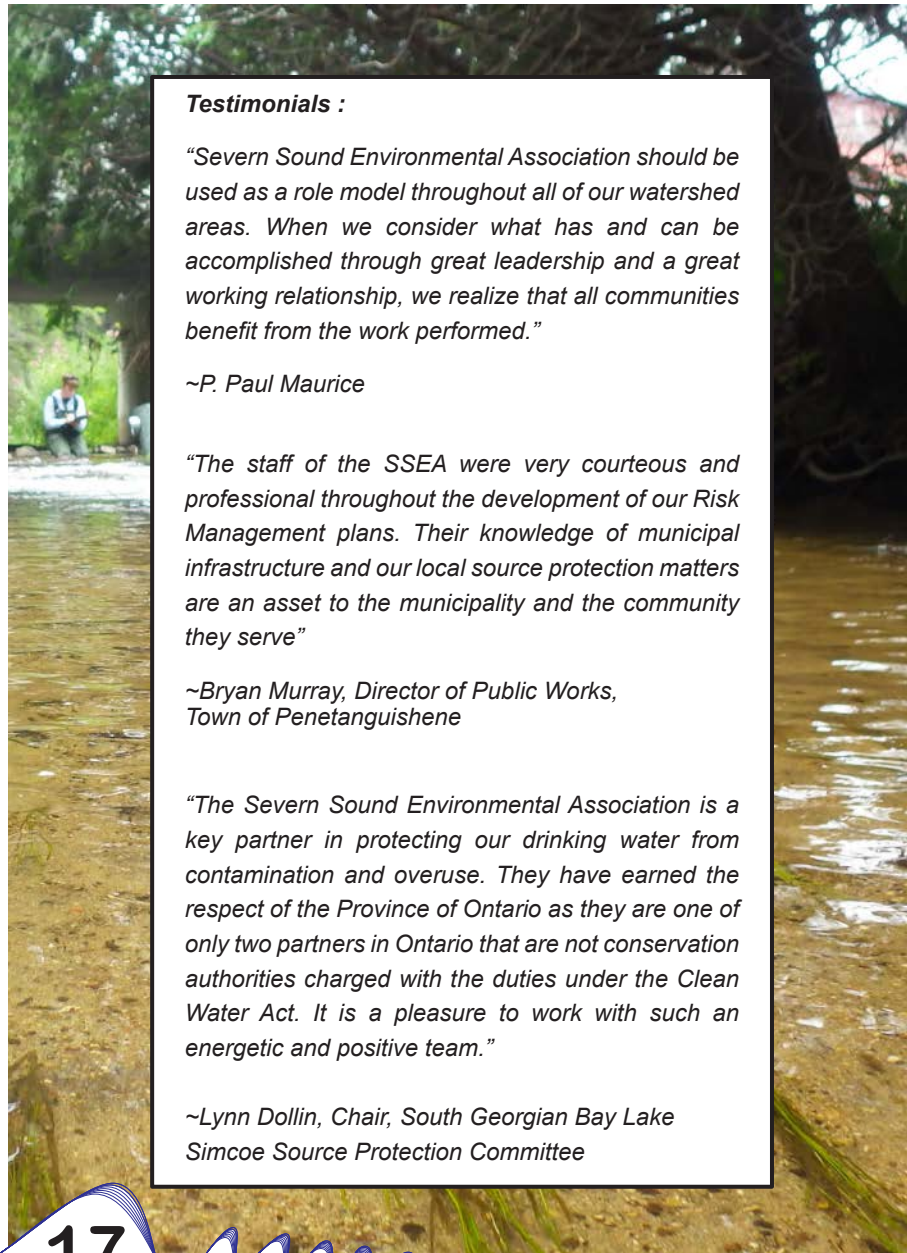 Testimonials :
“Severn Sound Environmental Association should be
used as a role model throughout all of our watershed
areas. When we consider what has and can be
accomplished through great leadership and a great
working relationship, we realize that all communities
benefit from the work performed.”
~P. Paul Maurice
“The staff of the SSEA were very courteous and
professional throughout the development of our Risk
Management plans. Their knowledge of municipal
infrastructure and our local source protection matters
are an asset to the municipality and the community
they serve”
~Bryan Murray, Director of Public Works,
Town of Penetanguishene
“The Severn Sound Environmental Association is a
key partner in protecting our drinking water from
contamination and overuse. They have earned the
respect of the Province of Ontario as they are one of
only two partners in Ontario that are not conservation
authorities charged with the duties under the Clean
Water Act. It is a pleasure to work with such an
energetic and positive team.”
~Lynn Dollin, Chair, South Georgian Bay Lake
Simcoe Source Protection Committee
17